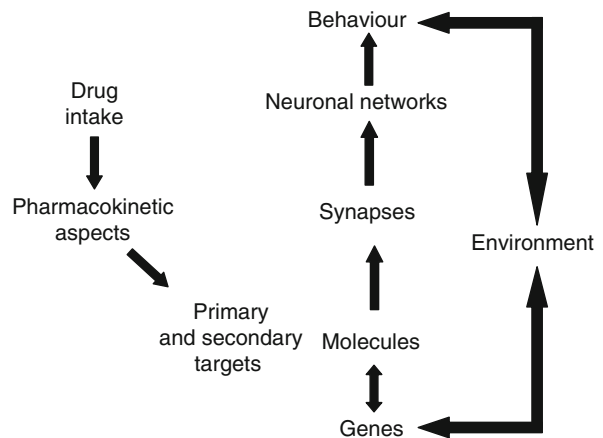 Behaviour
Drug
intake
Neuronal networks
Pharmacokinetic
aspects
Synapses
Environment
Primary
and secondary
targets
Molecules
Genes